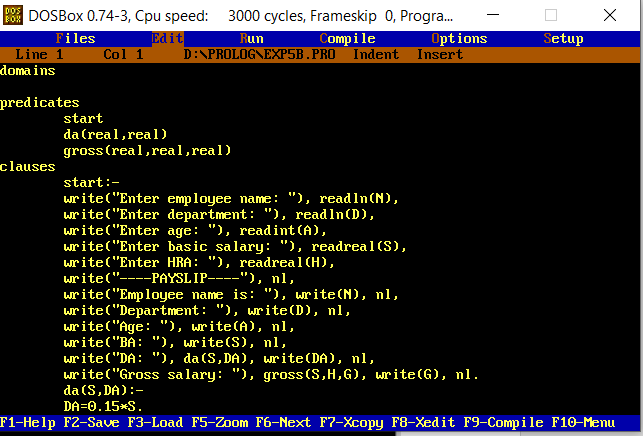 DOS BOX DOSBox 0.74-3, Cpu speed: 3000 cycles, Frameskip 0, Progra...
Files Edit Run Compile Options Setup
Line 1 Col 1 D:\PROLOG\EXP5B.PRO Indent Insert
domains
predicates
start
da(real,real)
gross(real,real,real)
clauses
start:-
write("Enter employee name: "), readln(N),
write("Enter department: "), readln(D),
write("Enter age: "), readint(A),
write("Enter basic salary: "), readreal(S),
write("Enter HRA: "), readreal(H),
write("----PAYSLIP----"), nl,
write("Employee name is: "), write(N), nl,
write("Department: "), write(D), nl,
write("Age: "), write(A), nl,
write("BA: "), write(S), nl,
write("DA: "), da(S,DA), write(DA), nl,
write("Gross salary: "), gross(S,H,G), write(G), nl.
da(S,DA):-
DA=0.15*S.
F1-Help F2-Save F3-Load F5-Zoom F6-Next F7-Xcopy F8-Xedit F9-Compile F10-Menu